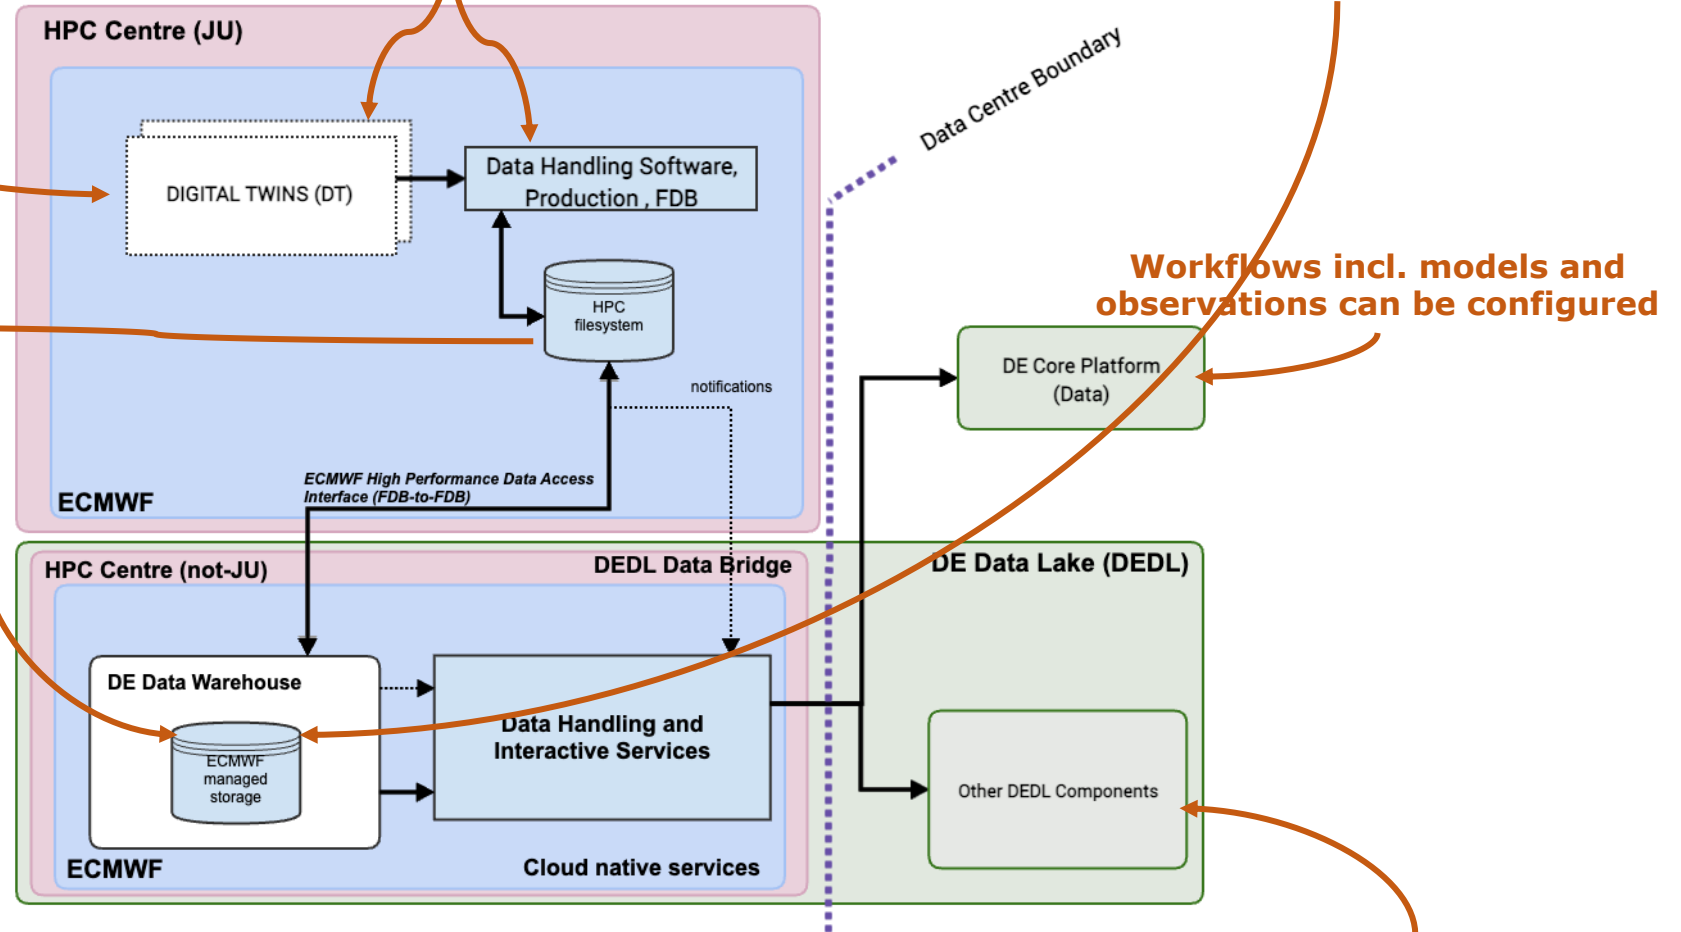 HPC Centre (JU)
Data Centre Boundary
DIGITAL TWINS (DT)
Data Handling Software,
Production , FDB
HPC
filesystem
notifications
Workflows incl. models and
observations can be configured
DE Core Platform
(Data)
ECMWF High Performance Data Access
Interface (FDB-to-FDB)
ECMWF
HPC Centre (not-JU)
DEDL Data Bridge
DE Data Lake (DEDL)
DE Data Warehouse
ECMWF
managed
storage
Data Handling and
Interactive Services
Other DEDL Components
ECMWF
Cloud native services